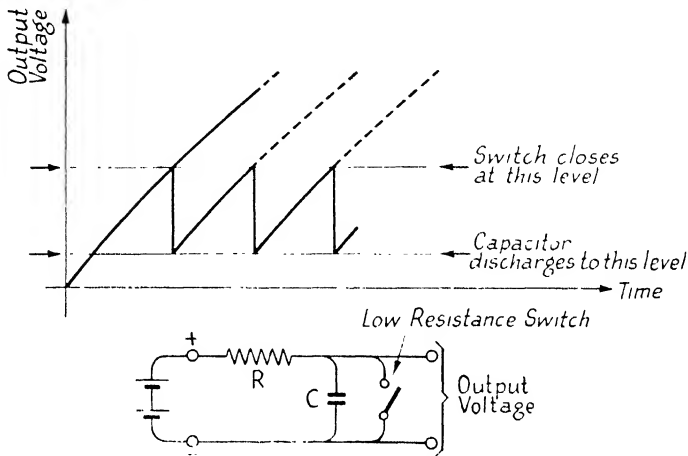 Output
Voltage
Switch closes
at this level
Capacitor
discharges to this level
Time
Low Resistance Switch
+
R
C
Output
Voltage
-